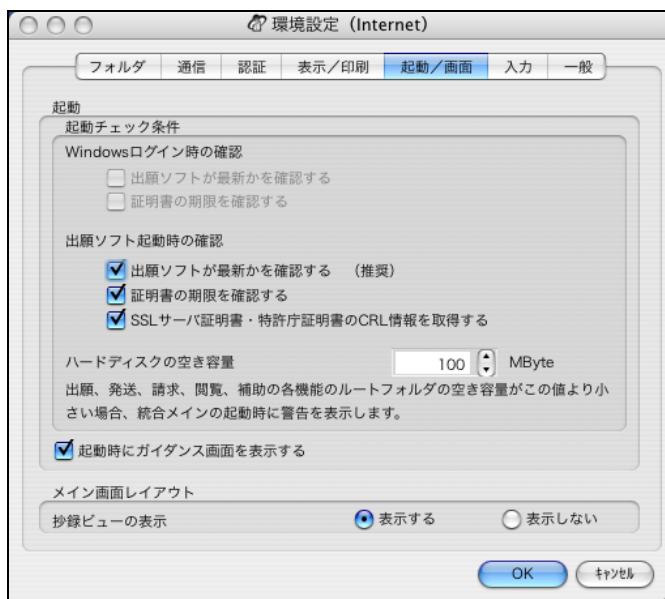 環境設定（Internet）
フォルダ 通信 認証 表示／印刷 起動／画面 入力 一般
起動
起動チェック条件
Windowsログイン時の確認
出願ソフトが最新かを確認する
証明書の期限を確認する
出願ソフト起動時の確認
出願ソフトが最新かを確認する （推奨）
証明書の期限を確認する
SSLサーバ証明書・特許庁証明書のCRL情報を取得する
ハードディスクの空き容量 100 MByte
出願、発送、請求、閲覧、補助の各機能のルートフォルダの空き容量がこの値より小
さい場合、統合メインの起動時に警告を表示します。
起動時にガイダンス画面を表示する
メイン画面レイアウト
抄録ビューの表示 表示する 表示しない
OK ｷｬﾝｾﾙ